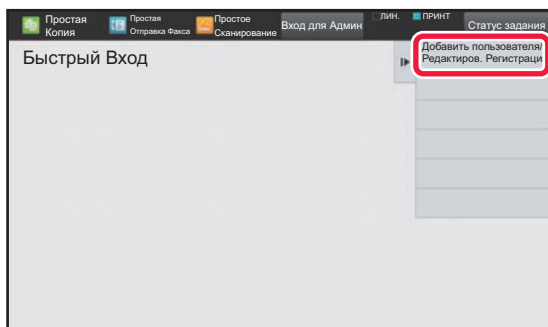 Простая
Копия
Простая
Отправка Факса
Простое
Сканирование
Вход для Админ
ЛИН.
ПРИНТ
Статус задания
Быстрый Вход
Добавить пользователя/
Редактиров. Регистраци